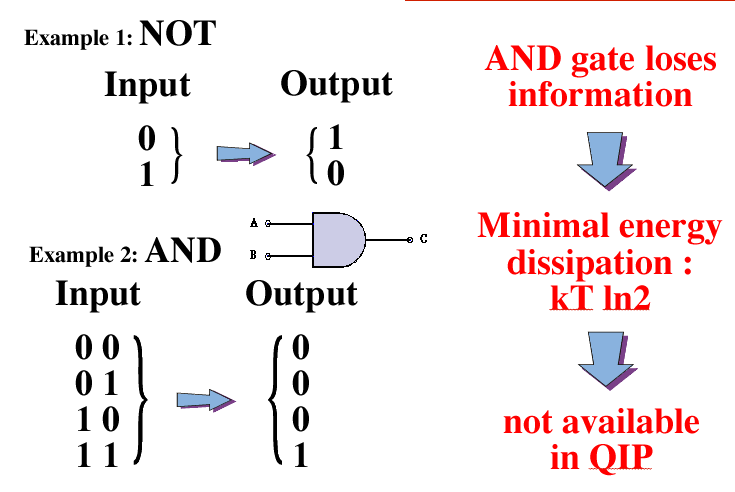 Example 1: NOT
Input Output
0 1
1 0
Example 2: AND
A
B
C
Input Output
0 0 0
0 1 0
1 0 0
1 1 1
AND gate loses
information
Minimal energy
dissipation :
kT ln2
not available
in QIP